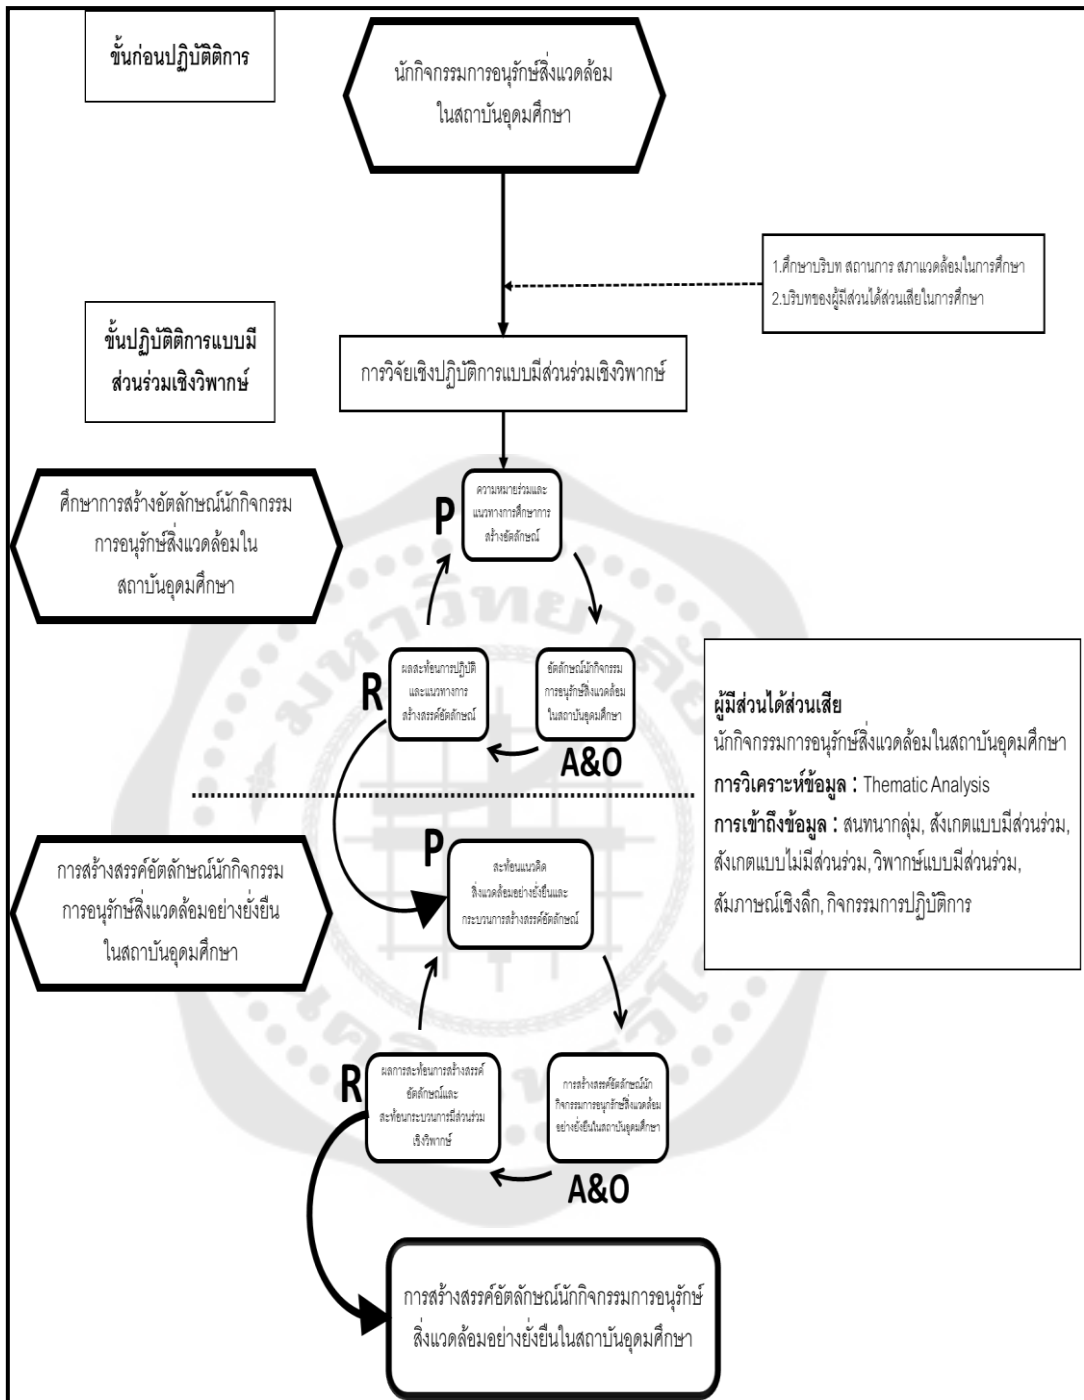 ขั้นก่อนปฏิบัติติการ
นักกิจกรรมการอนุรักษ์สิ่งแวดล้อม
ในสถาบันอุดมศึกษา
1.ศึกษาบริบท สถานการ สภาแวดล้อมในการศึกษา
2.บริบทของผู้มีส่วนได้ส่วนเสียในการศึกษา
ขั้นปฏิบัติติการแบบมี
ส่วนร่วมเชิงวิพากษ์
การวิจัยเชิงปฏิบัติการแบบมีส่วนร่วมเชิงวิพากษ์
ศึกษาการสร้างอัตลักษณ์นักกิจกรรม
การอนุรักษ์สิ่งแวดล้อมใน
สถาบันอุดมศึกษา
P
ความหมายร่วมและ
แนวทางการศึกษาการ
สร้างอัตลักษณ์
R
ผลสะท้อนการปฏิบัติ
และแนวทางการ
สร้างสรรค์อัตลักษณ์
อัตลักษณ์นักกิจกรรม
การอนุรักษ์สิ่งแวดล้อม
ในสถาบันอุดมศึกษา
A&O
ผู้มีส่วนได้ส่วนเสีย
นักกิจกรรมการอนุรักษ์สิ่งแวดล้อมในสถาบันอุดมศึกษา
การวิเคราะห์ข้อมูล : Thematic Analysis
การเข้าถึงข้อมูล : สนทนากลุ่ม, สังเกตแบบมีส่วนร่วม,
สังเกตแบบไม่มีส่วนร่วม, วิพากษ์แบบมีส่วนร่วม,
สัมภาษณ์เชิงลึก, กิจกรรมการปฏิบัติการ
การสร้างสรรค์อัตลักษณ์นักกิจกรรม
การอนุรักษ์สิ่งแวดล้อมอย่างยั่งยืน
ในสถาบันอุดมศึกษา
P
สะท้อนแนวคิด
สิ่งแวดล้อมอย่างยั่งยืนและ
กระบวนการสร้างสรรค์อัตลักษณ์
R
ผลการสะท้อนการสร้างสรรค์
อัตลักษณ์และ
สะท้อนกระบวนการมีส่วนร่วม
เชิงวิพากษ์
การสร้างสรรค์อัตลักษณ์นัก
กิจกรรมการอนุกรักษ์สิ่งแวดล้อม
อย่างยั่งยืนในสถาบันอุดมศึกษา
A&O
การสร้างสรรค์อัตลักษณ์นักกิจกรรมการอนุรักษ์
สิ่งแวดล้อมอย่างยั่งยืนในสถาบันอุดมศึกษา